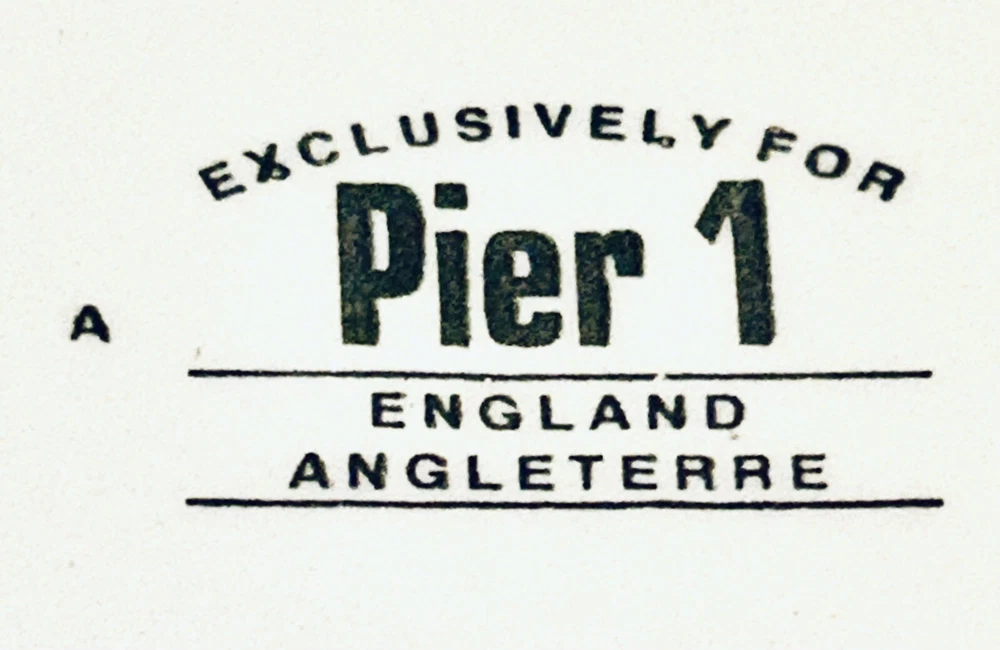 EXCLUSIVELY FOR
Pier 1
A
ENGLAND
ANGLETERRE